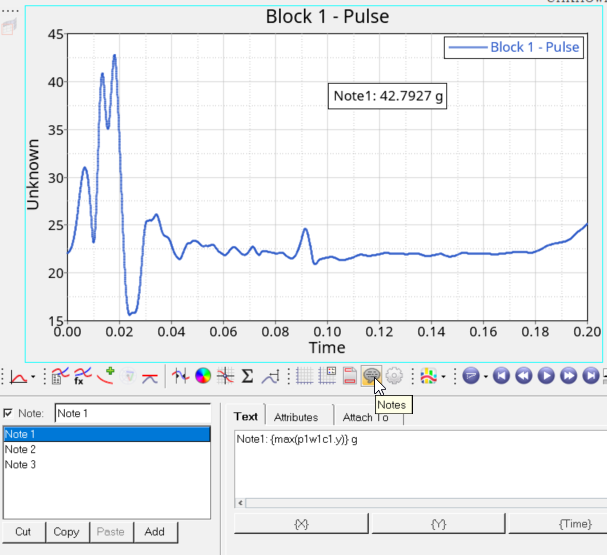 Block 1 - Pulse
45
Block 1 - Pulse
40
Note1: 42.7927 g
35
Unknown
30
25
20
15
0.00 0.02 0.04 0.06 0.08 0.10 0.12 0.14 0.16 0.18 0.20
Time
fx Σ
Notes
Note: Note 1
Text Attributes Attach To
Note 1
Note 2
Note 3
Note1: {max(p1w1c1.y)} g
Cut Copy Paste Add
{X} {Y} {Time}